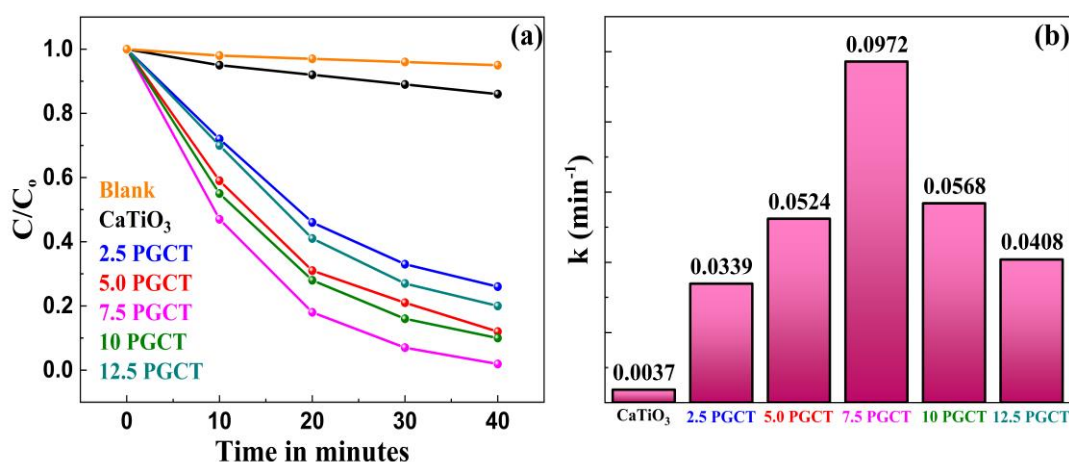 (a)
1.0
0.8
0.6
0.4
0.2
0.0
C/Co
Blank
CaTiO3
2.5 PGCT
5.0 PGCT
7.5 PGCT
10 PGCT
12.5 PGCT
0 10 20 30 40
Time in minutes
(b)
k (min-1)
0.0037
0.0339
0.0524
0.0972
0.0568
0.0408
CaTiO3 2.5 PGCT 5.0 PGCT 7.5 PGCT 10 PGCT 12.5 PGCT